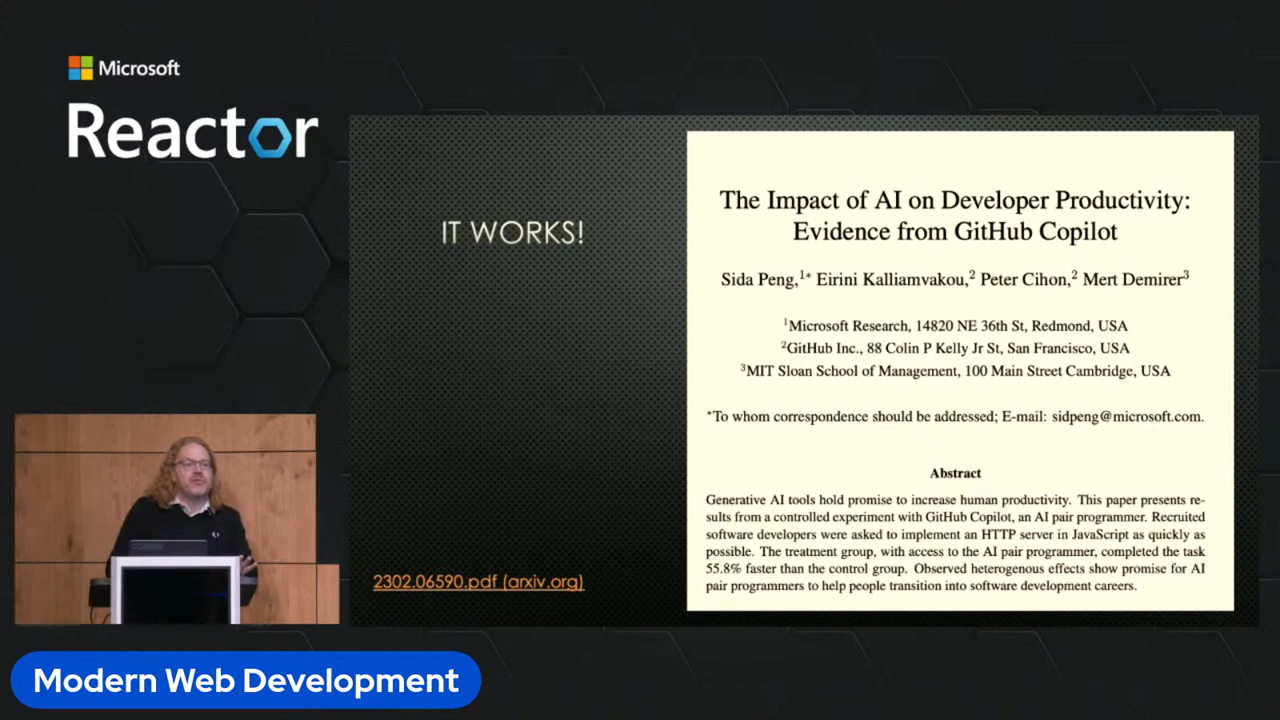 Microsoft
Reactor
IT WORKS!
2302.06590.pdf (arxiv.org)
The Impact of AI on Developer Productivity:
Evidence from GitHub Copilot
Sida Peng,1* Eirini Kalliamvakou,2 Peter Cihon,2 Mert Demirer3
1Microsoft Research, 14820 NE 36th St, Redmond, USA
2GitHub Inc., 88 Colin P Kelly Jr St, San Francisco, USA
3MIT Sloan School of Management, 100 Main Street Cambridge, USA
*To whom correspondence should be addressed; E-mail: sidpeng@microsoft.com.
Abstract
Generative AI tools hold promise to increase human productivity. This paper presents re-
sults from a controlled experiment with GitHub Copilot, an AI pair programmer. Recruited
software developers were asked to implement an HTTP server in JavaScript as quickly as
possible. The treatment group, with access to the AI pair programmer, completed the task
55.8% faster than the control group. Observed heterogenous effects show promise for AI
pair programmers to help people transition into software development careers.
Modern Web Development